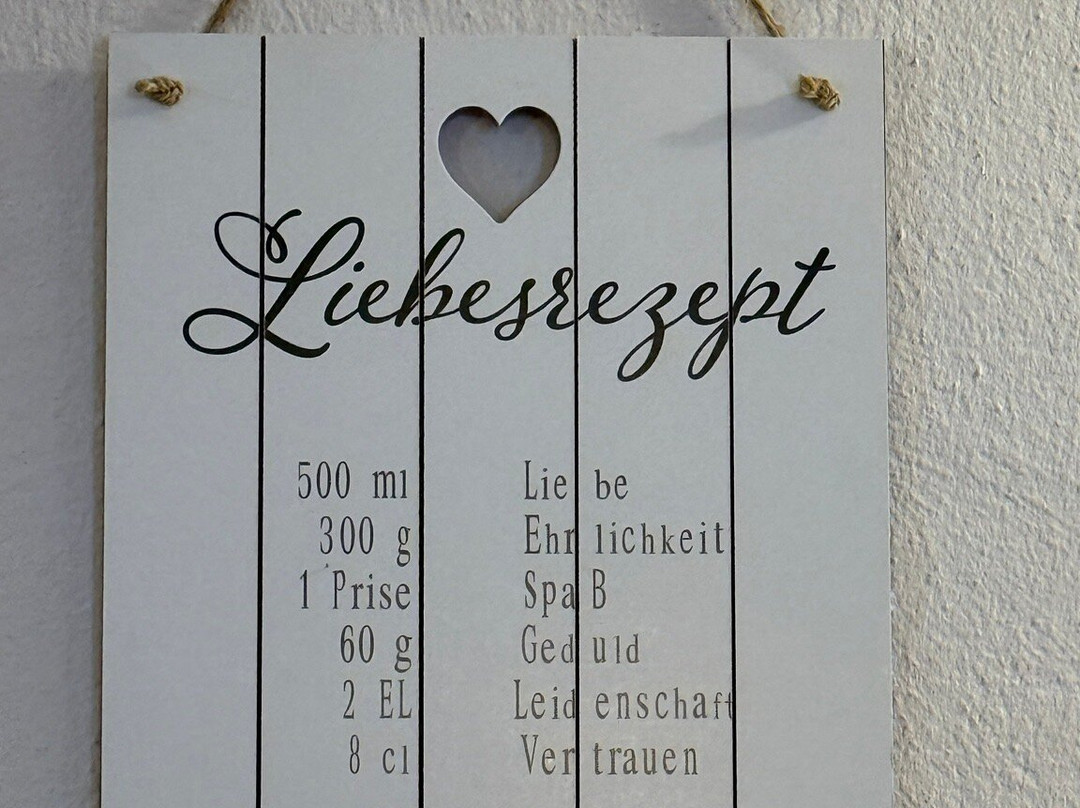 Liebesrezept
500 ml Liebe
300 g Ehrlichkeit
1 Prise Spaß
60 g Geduld
2 EL Leidenschaft
8 cl Vertrauen